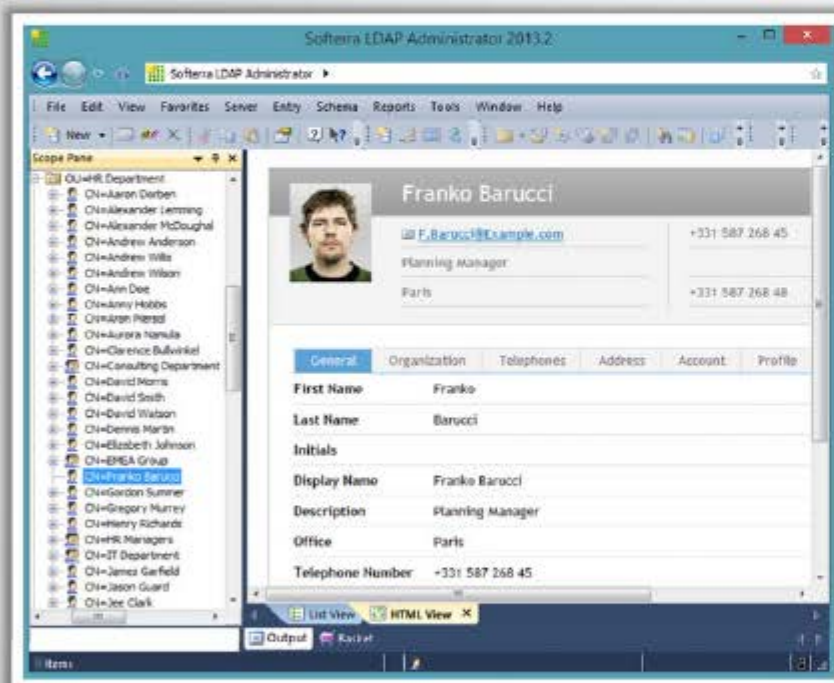 Softerra LDAP Administrator 2013.2
Softerra LDAP Administrator
File Edit View Favorites Server Entry Schema Reports Tools Window Help
New
Scope Pane
OU=HR Department
CN=Aaron Dorben
CN=Alexander Lemming
CN=Alexander McDoughal
CN=Andrew Anderson
CN=Andrew Wills
CN=Andrew Wilson
CN=Ann Dee
CN=Anny Hobbs
CN=Aron Piersol
CN=Aurora Namula
CN=Clarence Bullwinkel
CN=Consulting Department
CN=David Morris
CN=David Smith
CN=David Watson
CN=Dennis Martin
CN=Elizabeth Johnson
CN=EMEA Group
CN=Franko Barucci
CN=Gordon Sumner
CN=Gregory Murrey
CN=Henry Richards
CN=HR Managers
CN=IT Department
CN=James Garfield
CN=Jason Guard
CN=Jee Clark
Franko Barucci
F.Barucci@Example.com +331 587 268 45
Planning Manager
Paris +331 587 268 48
General Organization Telephones Address Account Profile
First Name Franko
Last Name Barucci
Initials
Display Name Franko Barucci
Description Planning Manager
Office Paris
Telephone Number +331 587 268 45
List View HTML View
Output Basket
Items